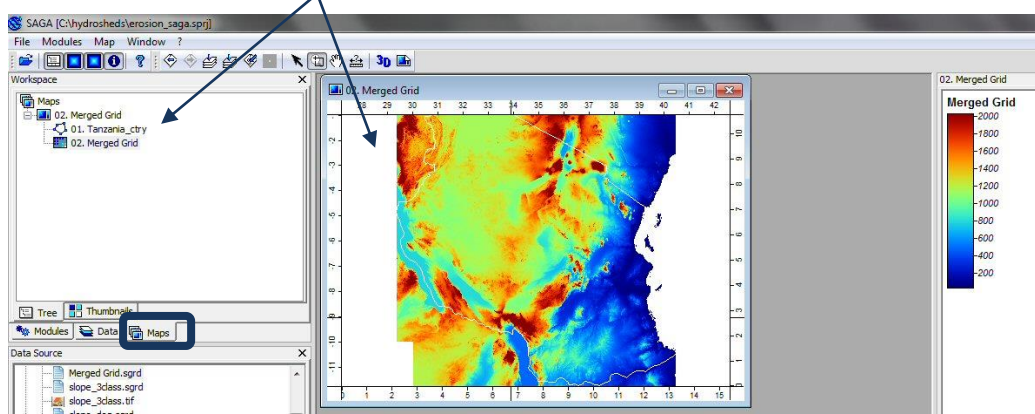 SAGA [C:\hydrosheds\erosion_saga.sprj]
File Modules Map Window ?
3D
Workspace
Maps
02. Merged Grid
01. Tanzania_ctry
02. Merged Grid
Tree Thumbnails
Modules Data Maps
Data Source
Merged Grid.sgrd
slope_3class.sgrd
slope_3class.tif
02. Merged Grid
28 29 30 31 32 33 34 35 36 37 38 39 40 41 42
-2 -3 -4 -5 -6 -7 -8 -9 -10 -11
10 9 8 7 6 5 4 3 2 1 0
0 1 2 3 4 5 6 7 8 9 10 11 12 13 14 15
02. Merged Grid
Merged Grid
2000
1800
1600
1400
1200
1000
800
600
400
200